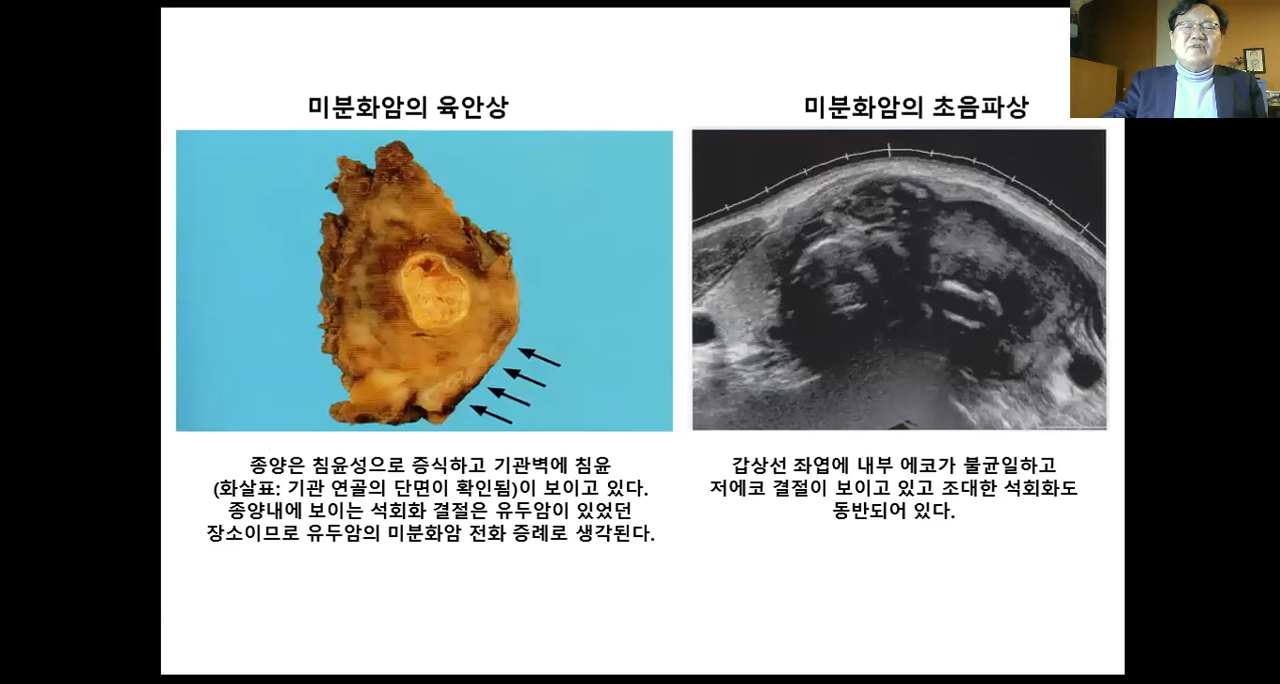 미분화암의 육안상
종양은 침윤성으로 증식하고 기관벽에 침윤
(화살표: 기관 연골의 단면이 확인됨)이 보이고 있다.
종양내에 보이는 석회화 결절은 유두암이 있었던
장소이므로 유두암의 미분화암 전화 증례로 생각된다.
미분화암의 초음파상
갑상선 좌엽에 내부 에코가 불균일하고
저에코 결절이 보이고 있고 조대한 석회화도
동반되어 있다.